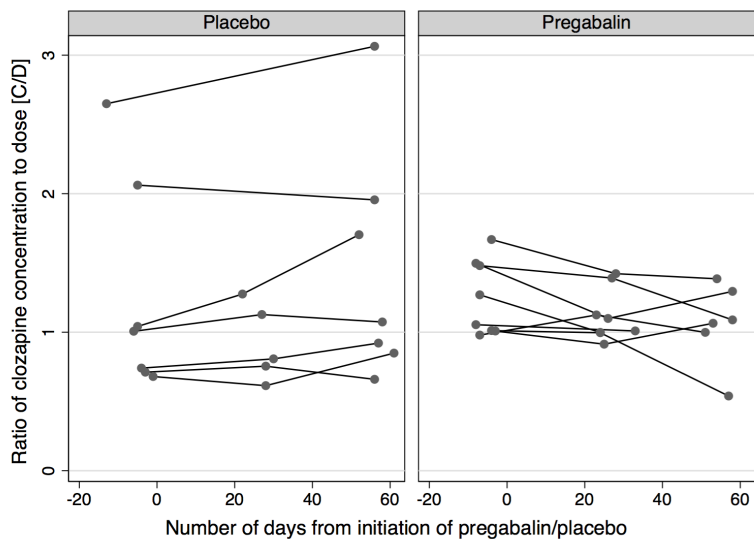 Placebo
Pregabalin
Ratio of clozapine concentration to dose [C/D]
3
2
1
0
-20 0 20 40 60 -20 0 20 40 60
Number of days from initiation of pregabalin/placebo